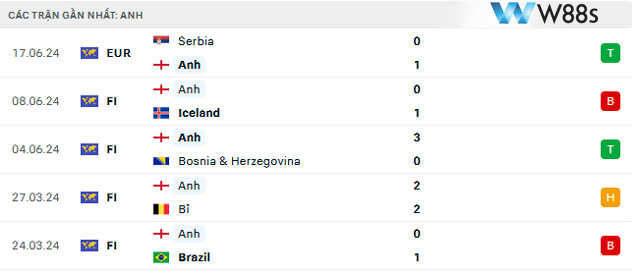 CÁC TRẬN GẦN NHẤT: ANH
W88s
17.06.24 EUR Serbia 0
Anh 1
T
08.06.24 FI Anh 0
Iceland 1
B
04.06.24 FI Anh 3
Bosnia & Herzegovina 0
T
27.03.24 FI Anh 2
Bỉ 2
H
24.03.24 FI Anh 0
Brazil 1
B